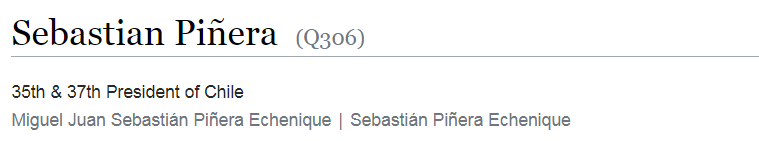 Sebastian Piñera (Q306)
35th & 37th President of Chile
Miguel Juan Sebastián Piñera Echenique | Sebastián Piñera Echenique